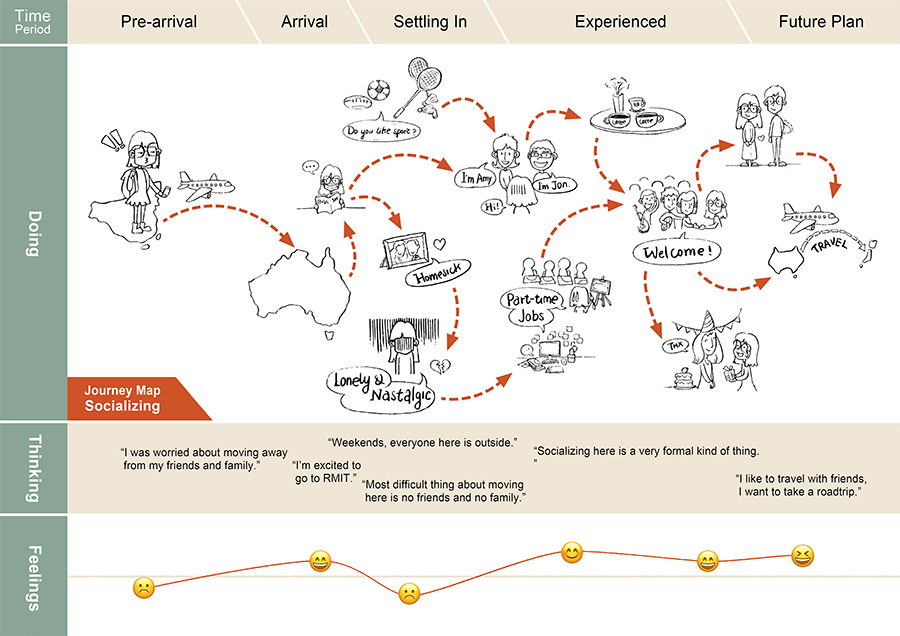 Time
Period
Pre-arrival
Arrival
Settling In
Experienced
Future Plan
Doing
Do you like sport?
I'm Amy
I'm Jon.
Hi!
Latte
Latte
Homesick
Lonely &
Nastalgic
Part-time
Jobs
Welcome!
TRAVEL
THX
Journey Map
Socializing
Thinking
“I was worried about moving away
from my friends and family.”
“I’m excited to
go to RMIT.”
“Weekends, everyone here is outside.”
“Most difficult thing about moving
here is no friends and no family.”
“Socializing here is a very formal kind of thing.
”
“I like to travel with friends,
I want to take a roadtrip.”
Feelings